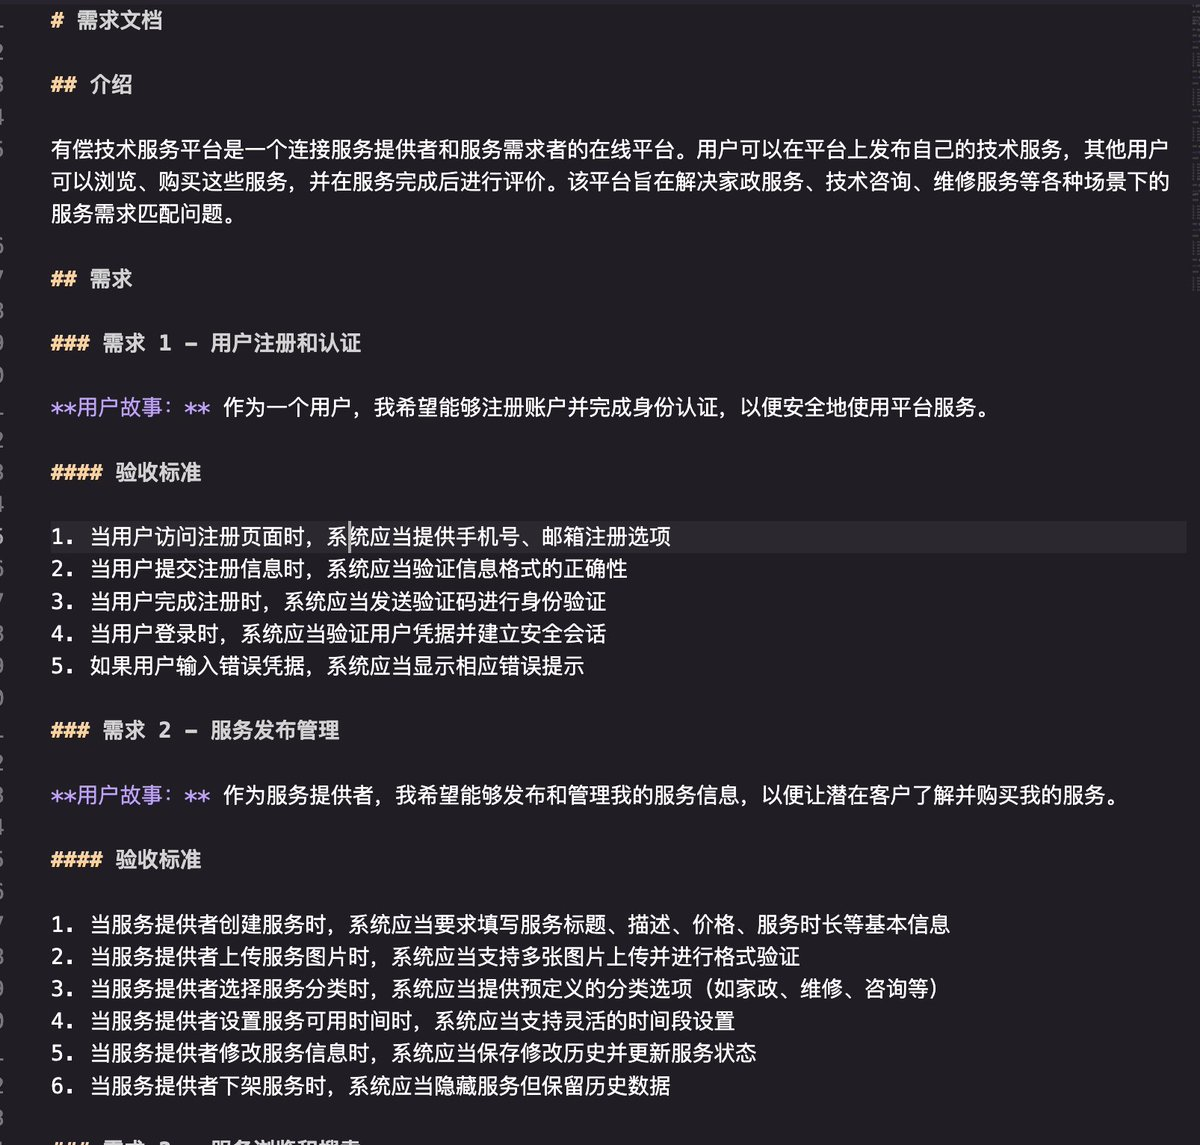 # 需求文档
## 介绍
有偿技术服务平台是一个连接服务提供者和服务需求者的在线平台。用户可以在平台上发布自己的技术服务，其他用户
可以浏览、购买这些服务，并在服务完成后进行评价。该平台旨在解决家政服务、技术咨询、维修服务等各种场景下的
服务需求匹配问题。
## 需求
### 需求 1 - 用户注册和认证
**用户故事：** 作为一个用户，我希望能够注册账户并完成身份认证，以便安全地使用平台服务。
#### 验收标准
1. 当用户访问注册页面时，系统应当提供手机号、邮箱注册选项
2. 当用户提交注册信息时，系统应当验证信息格式的正确性
3. 当用户完成注册时，系统应当发送验证码进行身份验证
4. 当用户登录时，系统应当验证用户凭据并建立安全会话
5. 如果用户输入错误凭据，系统应当显示相应错误提示
### 需求 2 - 服务发布管理
**用户故事：** 作为服务提供者，我希望能够发布和管理我的服务信息，以便让潜在客户了解并购买我的服务。
#### 验收标准
1. 当服务提供者创建服务时，系统应当要求填写服务标题、描述、价格、服务时长等基本信息
2. 当服务提供者上传服务图片时，系统应当支持多张图片上传并进行格式验证
3. 当服务提供者选择服务分类时，系统应当提供预定义的分类选项（如家政、维修、咨询等）
4. 当服务提供者设置服务可用时间时，系统应当支持灵活的时间段设置
5. 当服务提供者修改服务信息时，系统应当保存修改历史并更新服务状态
6. 当服务提供者下架服务时，系统应当隐藏服务但保留历史数据